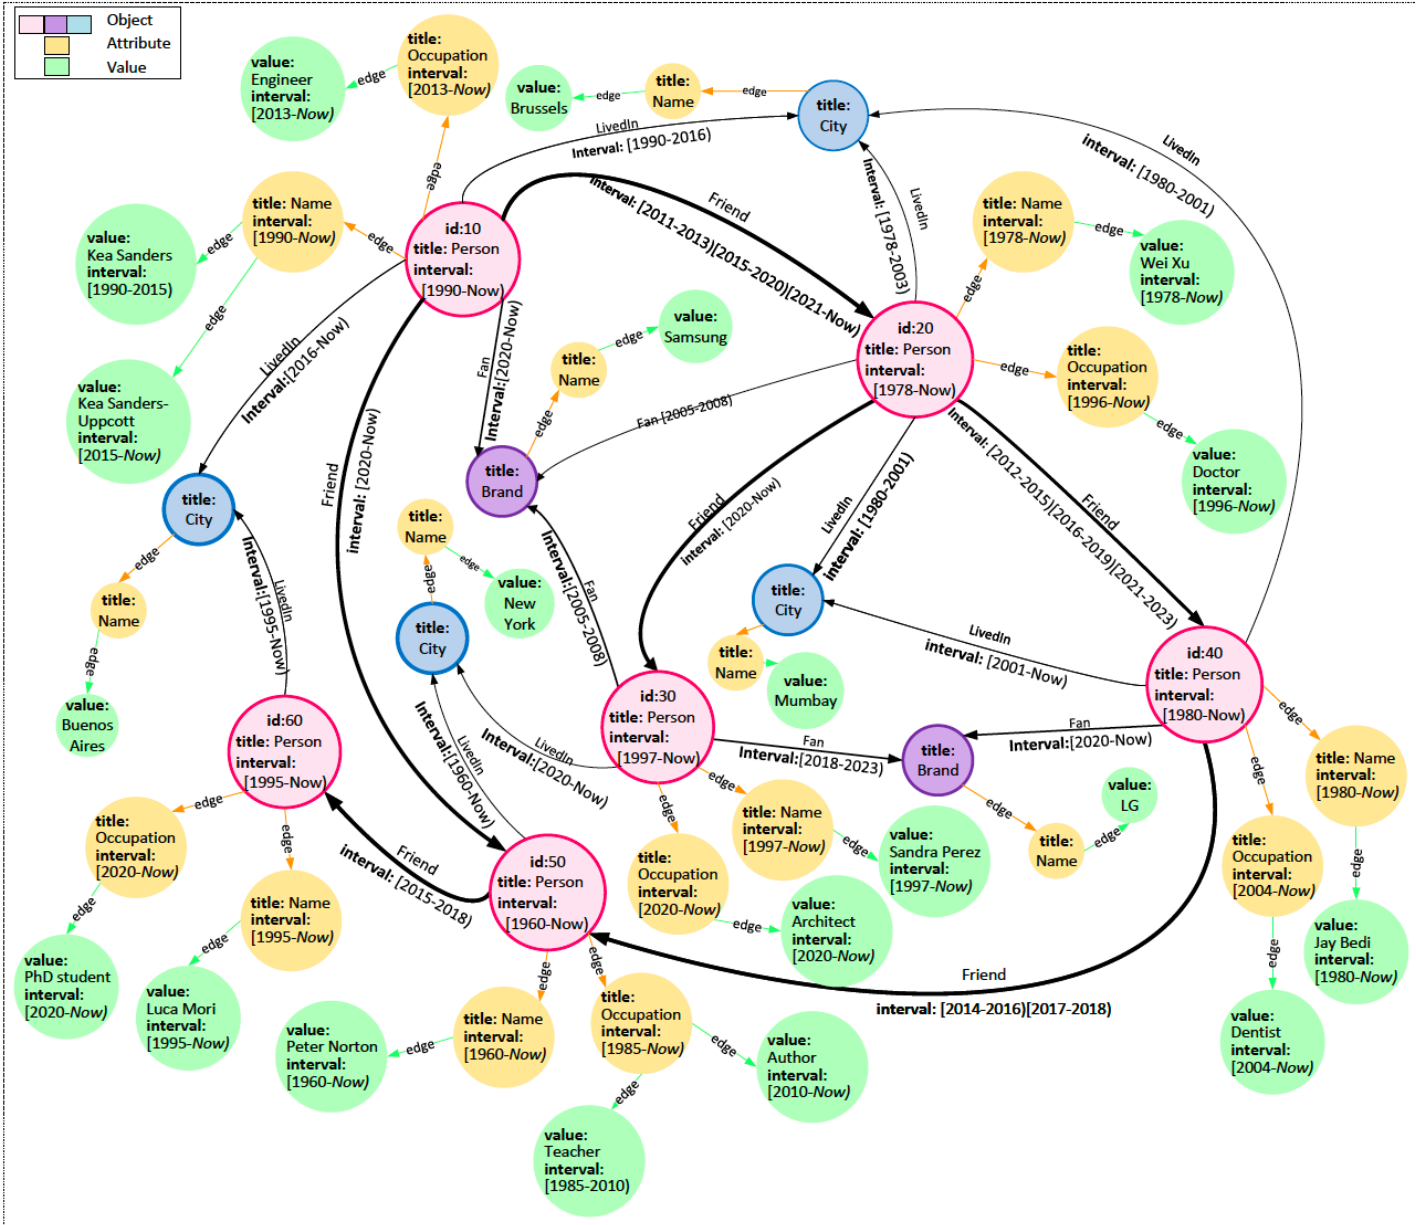 Object
Attribute
Value
title:
Occupation
interval:
[2013-Now)
edge
value:
Engineer
interval:
[2013-Now)
edge
value:
Brussels
edge
title:
Name
edge
title:
City
LivedIn
Interval: [1990-2016)
LivedIn
interval: [1980-2001)
LivedIn
Interval: [1978-2003)
Friend
Interval: [2011-2013)[2015-2020)[2021-Now)
title: Name
interval:
[1990-Now)
edge
edge
value:
Kea Sanders
interval:
[1990-2015)
edge
value:
Kea Sanders-
Uppcott
interval:
[2015-Now)
id:10
title: Person
interval:
[1990-Now)
title: Name
interval:
[1978-Now)
edge
edge
value:
Wei Xu
interval:
[1978-Now)
id:20
title: Person
interval:
[1978-Now)
edge
title:
Occupation
interval:
[1996-Now)
edge
value:
Doctor
interval:
[1996-Now)
LivedIn
Interval:[2016-Now)
Fan
Interval:[2020-Now)
title:
Name
edge
value:
Samsung
edge
Fan [2005-2008)
title:
Brand
Friend
interval: [2020-Now)
Friend
interval: [2020-Now)
LivedIn
interval: [1980-2001)
Friend
Interval: [2012-2015)[2016-2019)[2021-2023)
title:
City
edge
title:
Name
edge
value:
Buenos
Aires
LivedIn
Interval:[1995-Now)
title:
Name
edge
value:
New
York
edge
title:
City
Fan
Interval: [2005-2008)
title:
City
title:
Name
value:
Mumbay
LivedIn
interval: [2001-Now)
id:40
title: Person
interval:
[1980-Now)
id:30
title: Person
interval:
[1997-Now)
Fan
Interval:[2018-2023)
title:
Brand
Fan
Interval:[2020-Now)
edge
title:
Name
edge
value:
LG
LivedIn
Interval:[2020-Now)
LivedIn
Interval:[1960-Now)
id:60
title: Person
interval:
[1995-Now)
edge
title:
Occupation
interval:
[2020-Now)
edge
value:
PhD student
interval:
[2020-Now)
edge
title: Name
interval:
[1995-Now)
edge
value:
Luca Mori
interval:
[1995-Now)
Friend
interval: [2015-2018)
id:50
title: Person
interval:
[1960-Now)
edge
title: Name
interval:
[1960-Now)
edge
value:
Peter Norton
interval:
[1960-Now)
edge
title:
Occupation
interval:
[1985-Now)
edge
value:
Author
interval:
[2010-Now)
edge
value:
Teacher
interval:
[1985-2010)
edge
title:
Occupation
interval:
[2020-Now)
edge
value:
Architect
interval:
[2020-Now)
edge
title: Name
interval:
[1997-Now)
edge
value:
Sandra Perez
interval:
[1997-Now)
Friend
interval: [2014-2016)[2017-2018)
edge
title: Name
interval:
[1980-Now)
edge
value:
Jay Bedi
interval:
[1980-Now)
edge
title:
Occupation
interval:
[2004-Now)
edge
value:
Dentist
interval:
[2004-Now)